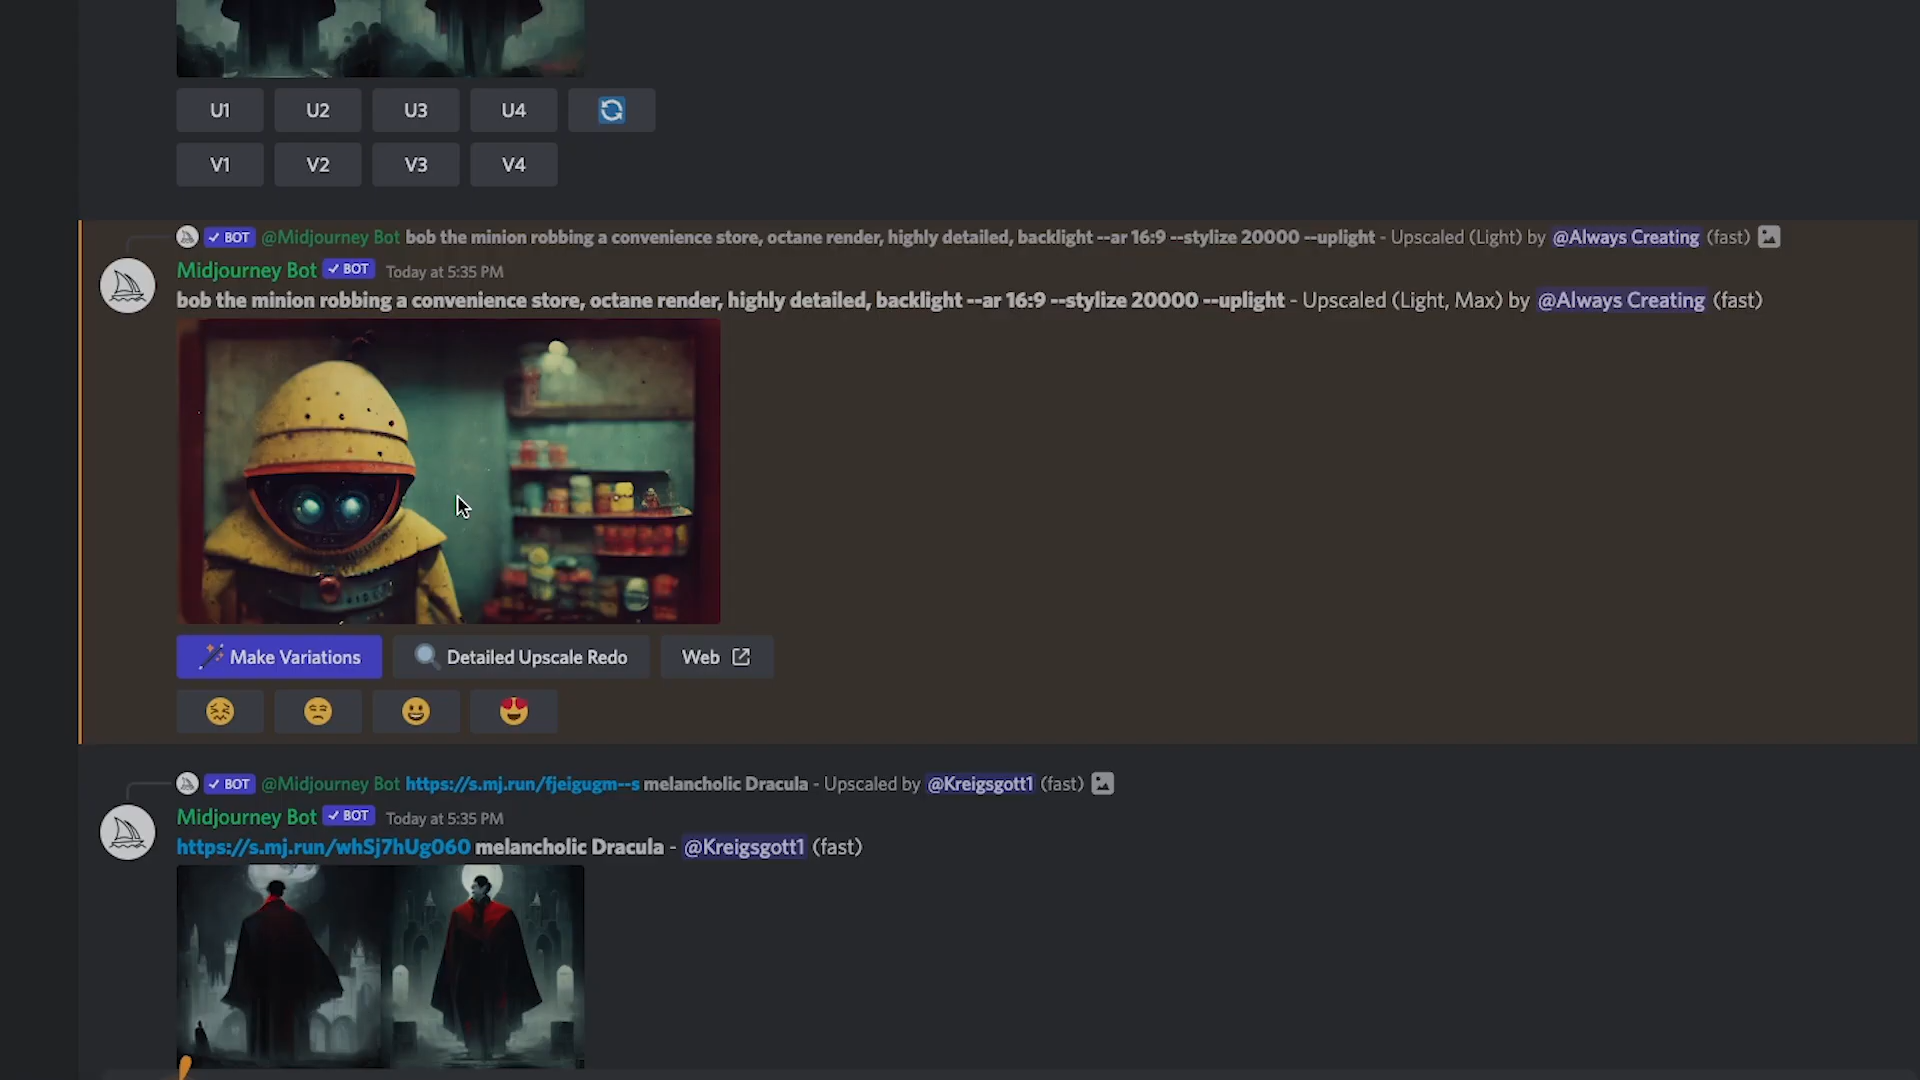 U1 U2 U3 U4
V1 V2 V3 V4
BOT @Midjourney Bot bob the minion robbing a convenience store, octane render, highly detailed, backlight --ar 16:9 --stylize 20000 --uplight - Upscaled (Light) by @Always Creating (fast)
Midjourney Bot BOT Today at 5:35 PM
bob the minion robbing a convenience store, octane render, highly detailed, backlight --ar 16:9 --stylize 20000 --uplight - Upscaled (Light, Max) by @Always Creating (fast)
Make Variations Detailed Upscale Redo Web
BOT @Midjourney Bot https://s.mj.run/fjeigugm--s melancholic Dracula - Upscaled by @Kreigsgott1 (fast)
Midjourney Bot BOT Today at 5:35 PM
https://s.mj.run/whSj7hUg060 melancholic Dracula - @Kreigsgott1 (fast)